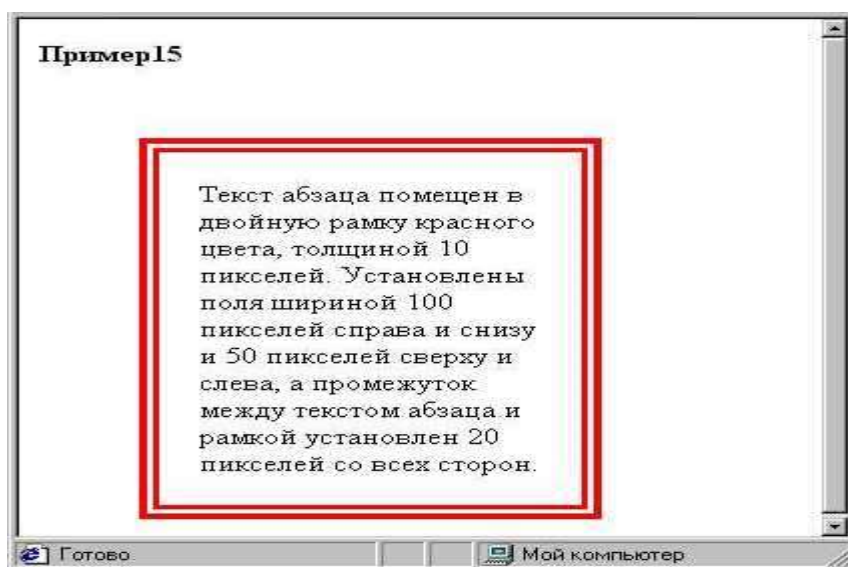 Пример15
Текст абзаца помещен в
двойную рамку красного
цвета, толщиной 10
пикселей. Установлены
поля шириной 100
пикселей справа и снизу
и 50 пикселей сверху и
слева, а промежуток
между текстом абзаца и
рамкой установлен 20
пикселей со всех сторон.
Готово
Мой компьютер